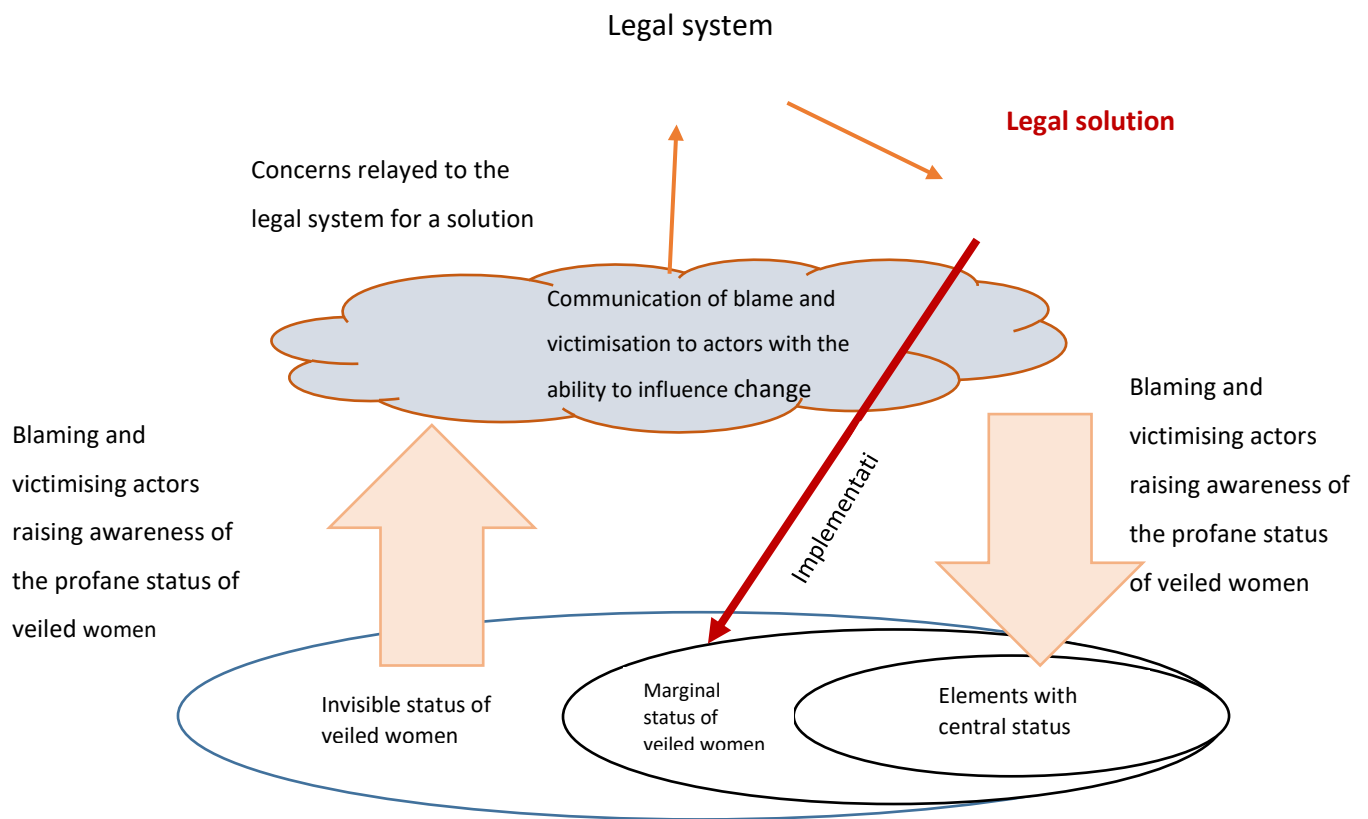 Legal system
Legal solution
Concerns relayed to the
legal system for a solution
Communication of blame and
victimisation to actors with the
ability to influence change
Blaming and
victimising actors
raising awareness of
the profane status of
veiled women
Implementati
Blaming and
victimising actors
raising awareness of
the profane status
of veiled women
Invisible status of
veiled women
Marginal
status of
veiled women
Elements with
central status